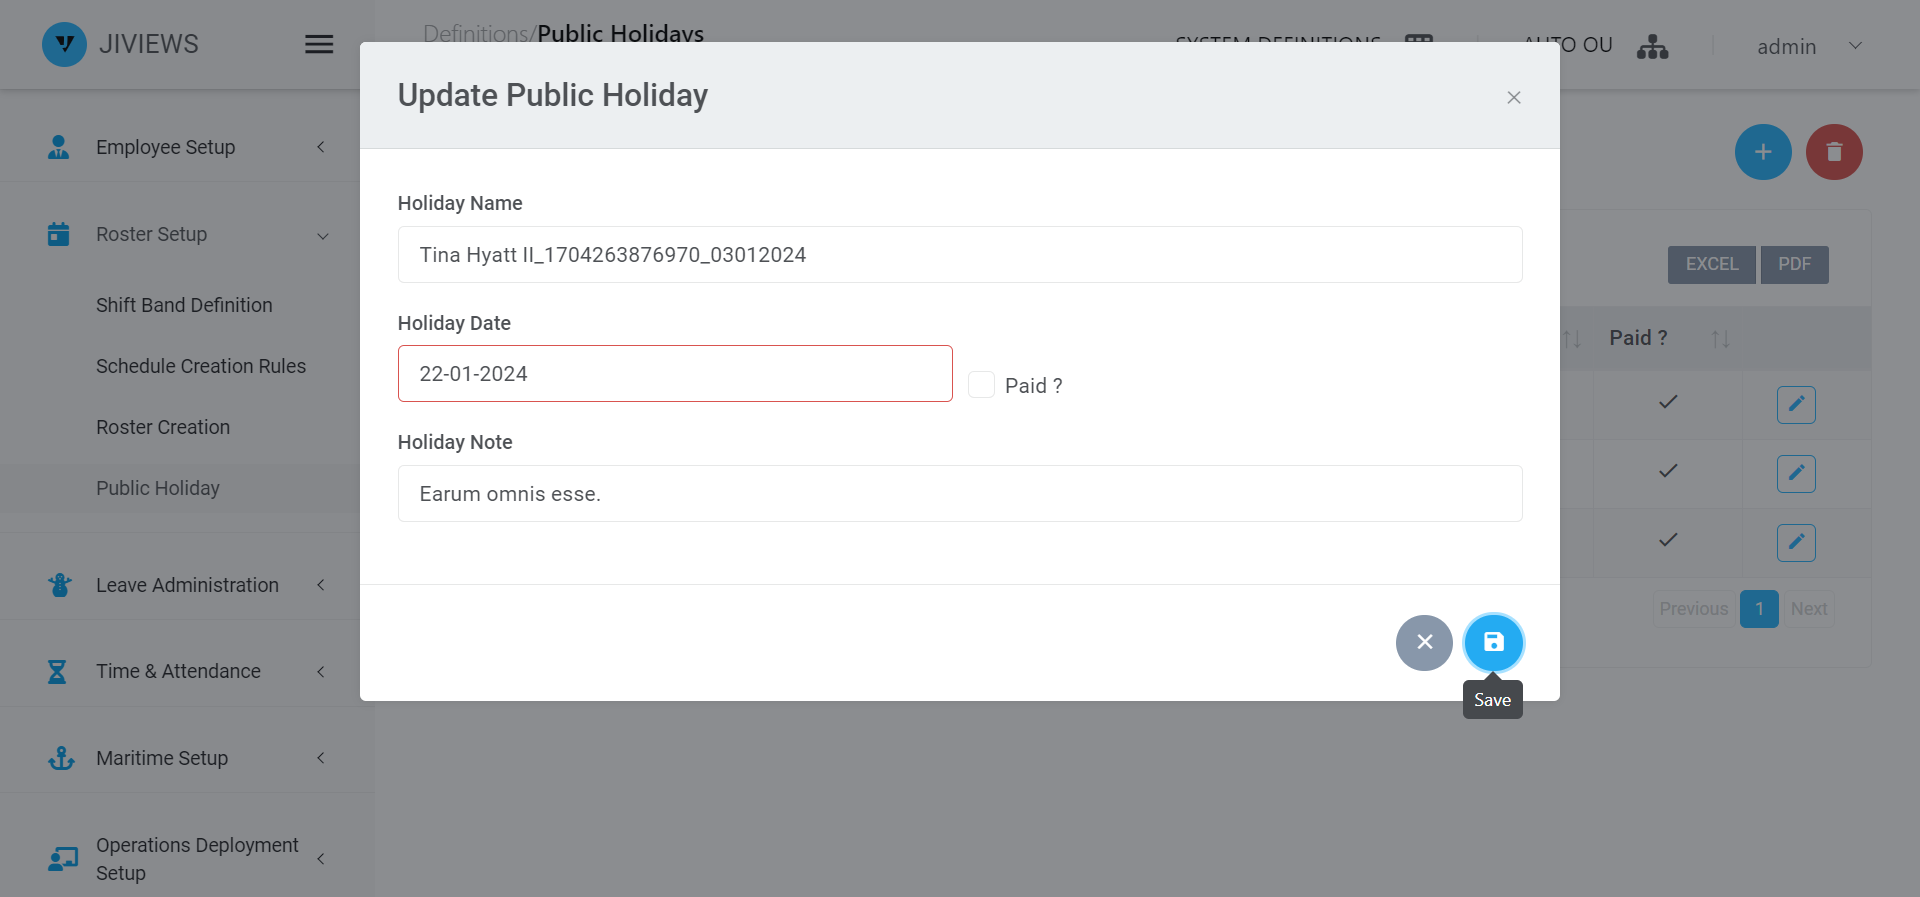 JIVIEWS
Definitions/Public Holidays
SYSTEM DEFINITIONS
AUTO OU
admin
Update Public Holiday
Employee Setup
Roster Setup
Shift Band Definition
Schedule Creation Rules
Roster Creation
Public Holiday
Leave Administration
Time & Attendance
Maritime Setup
Operations Deployment
Setup
Holiday Name
Tina Hyatt II_1704263876970_03012024
Holiday Date
22-01-2024
Paid ?
Holiday Note
Earum omnis esse.
Save
EXCEL
PDF
Paid ?
Previous
1
Next